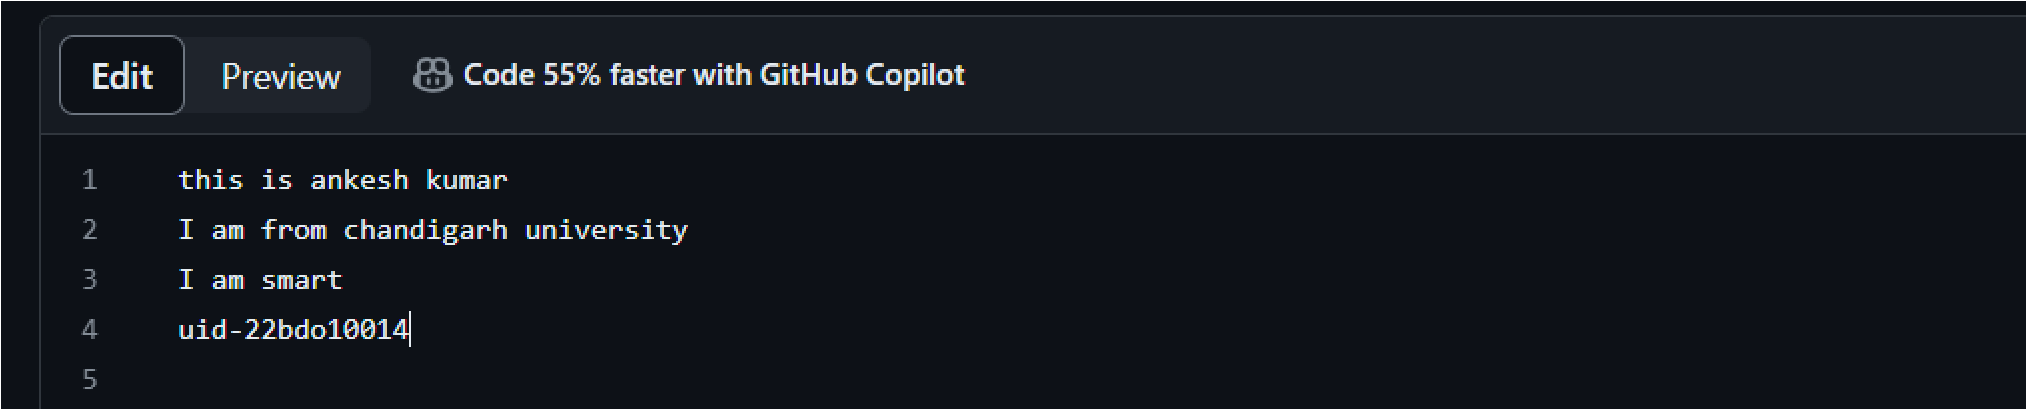 Edit Preview Code 55% faster with GitHub Copilot
1 this is ankesh kumar
2 I am from chandigarh university
3 I am smart
4 uid-22bdo10014
5